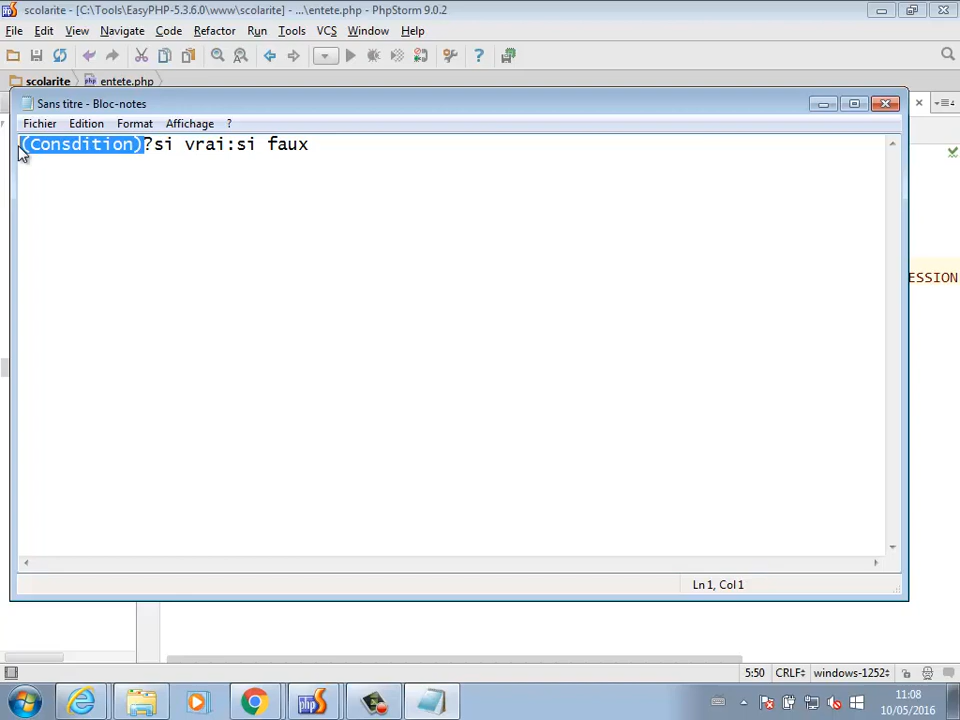 scolarite - [C:\Tools\EasyPHP-5.3.6.0\www\scolarite] - ...\entete.php - PhpStorm 9.0.2
File Edit View Navigate Code Refactor Run Tools VCS Window Help
scolarite entete.php
Sans titre - Bloc-notes
Fichier Edition Format Affichage ?
(Consdition)?si vrai:si faux
ESSION
Ln 1, Col 1
5:50 CRLF windows-1252
11:08
10/05/2016